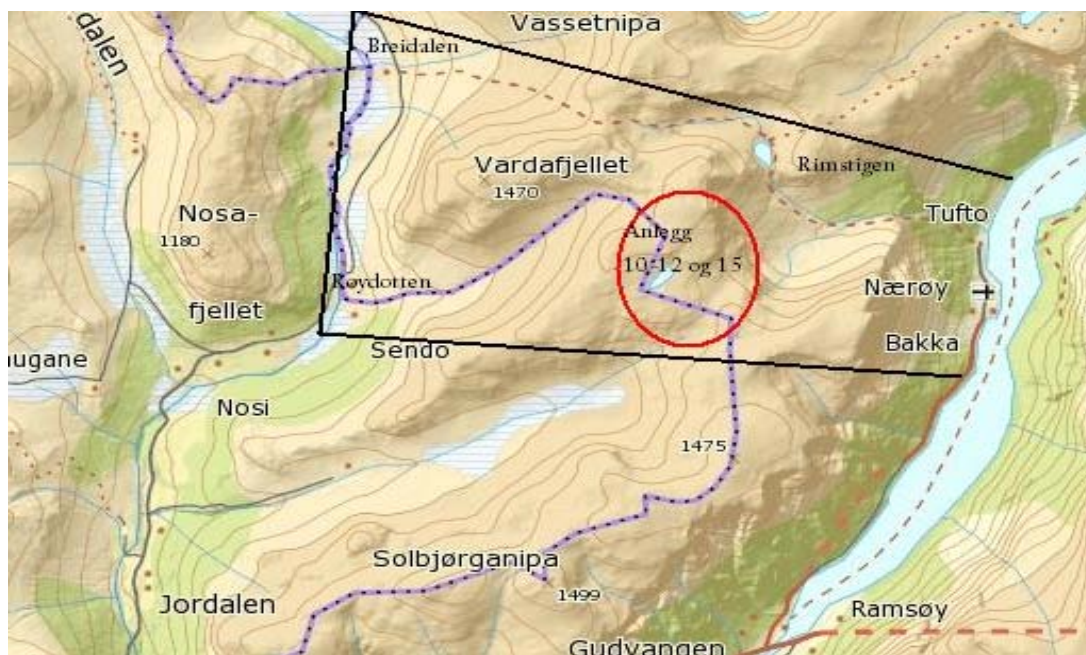 dalen
Vassetnipa
Breidalen
Vardafjellet
1470
Rimstigen
Nosa-
1180
fjellet
Tufto
Anlegg
10-12 og 15
Røydotten
Nærøy
Sendo
Bakka
augane
Nosi
1475
Solbjørganipa
1499
Jordalen
Ramsøy
Gudvangen